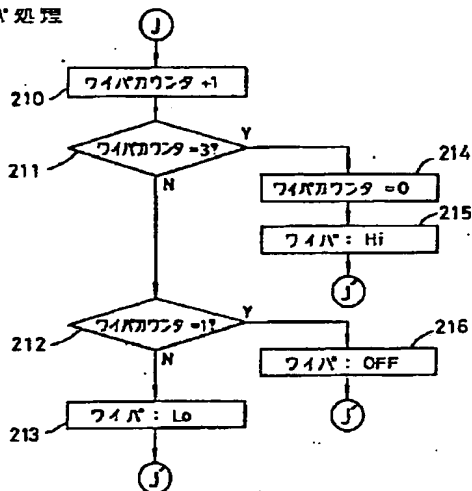 パ処理
J
ワイパカウンタ +1
210
ワイパカウンタ =3?
Y
211
N
214
ワイパカウンタ =0
215
ワイパ : Hi
J'
ワイパカウンタ =1?
Y
212
N
216
ワイパ : OFF
ワイパ : Lo
213
J'
J'